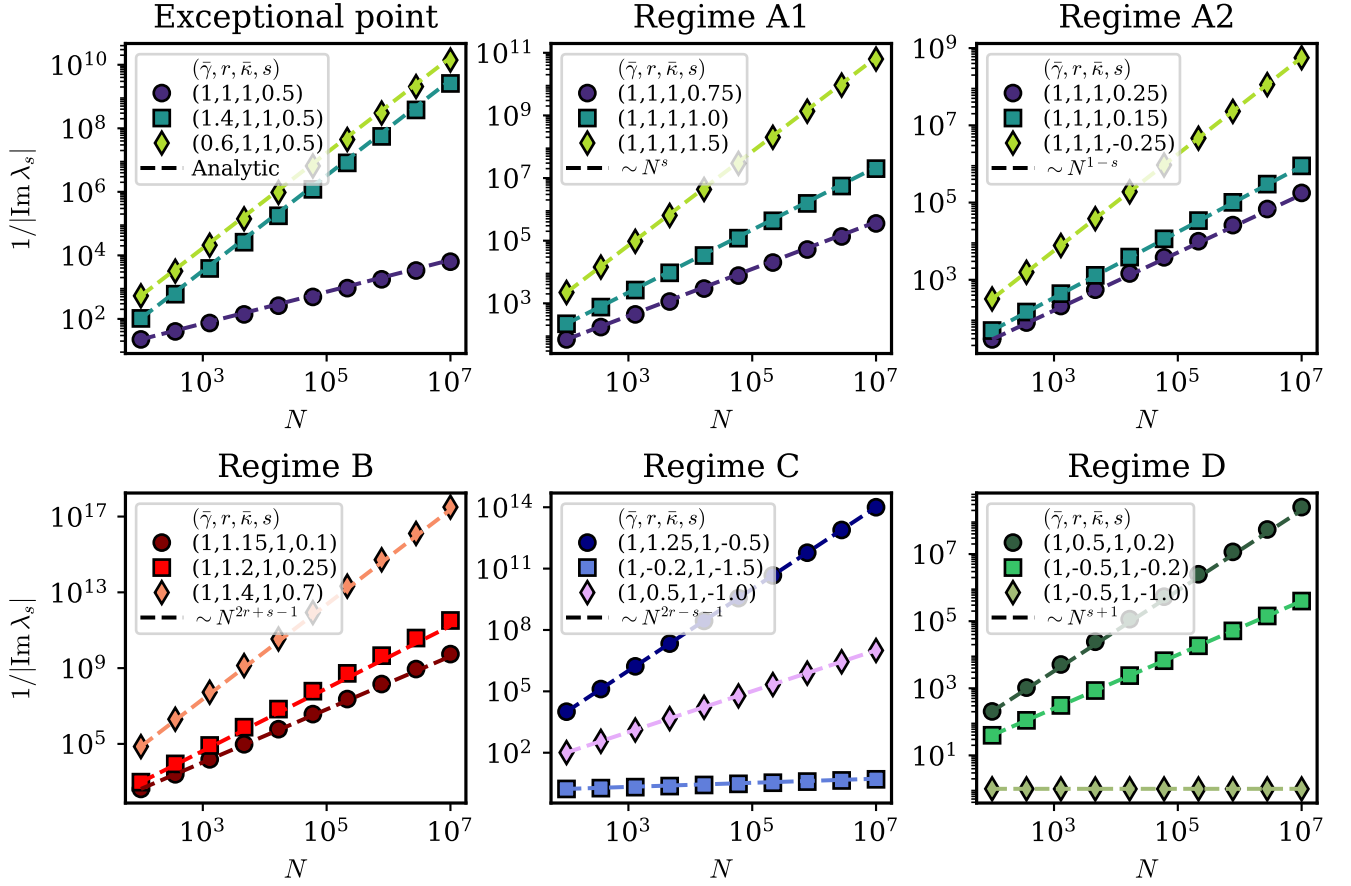 Exceptional point
1/|Im λ_s|
10^10
10^8
10^6
10^4
10^2
(γ̄, r, κ̄, s)
(1,1,1,0.5)
(1.4,1,1,0.5)
(0.6,1,1,0.5)
Analytic
10^3
10^5
10^7
N
Regime A1
10^11
10^9
10^7
10^5
10^3
(γ̄, r, κ̄, s)
(1,1,1,0.75)
(1,1,1,1.0)
(1,1,1,1.5)
~ N^s
10^3
10^5
10^7
N
Regime A2
10^9
10^7
10^5
10^3
(γ̄, r, κ̄, s)
(1,1,1,0.25)
(1,1,1,0.15)
(1,1,1,-0.25)
~ N^{1−s}
10^3
10^5
10^7
N
Regime B
1/|Im λ_s|
10^17
10^13
10^9
10^5
(γ̄, r, κ̄, s)
(1,1.15,1,0.1)
(1,1.2,1,0.25)
(1,1.4,1,0.7)
~ N^{2r+s−1}
10^3
10^5
10^7
N
Regime C
10^14
10^11
10^8
10^5
10^2
(γ̄, r, κ̄, s)
(1,1.25,1,-0.5)
(1,-0.2,1,-1.5)
(1,0.5,1,-1.0)
~ N^{2r−s−1}
10^3
10^5
10^7
N
Regime D
10^7
10^5
10^3
10^1
(γ̄, r, κ̄, s)
(1,0.5,1,0.2)
(1,-0.5,1,-0.2)
(1,-0.5,1,-1.0)
~ N^{s+1}
10^3
10^5
10^7
N